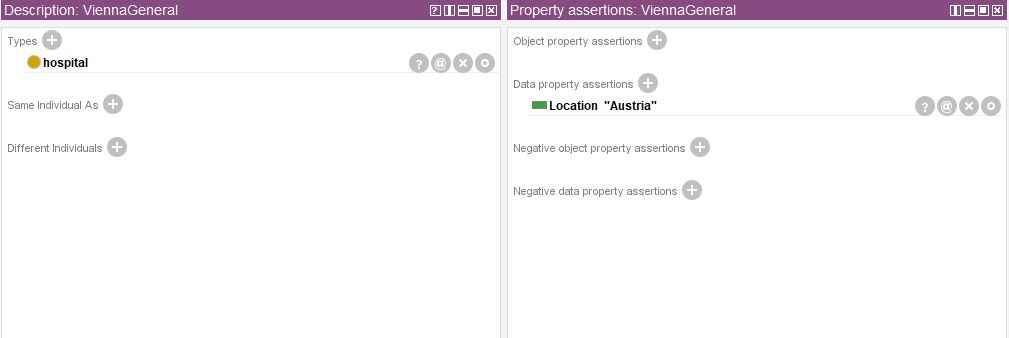 Description: ViennaGeneral
Types
hospital
Same Individual As
Different Individuals
Property assertions: ViennaGeneral
Object property assertions
Data property assertions
Location "Austria"
Negative object property assertions
Negative data property assertions